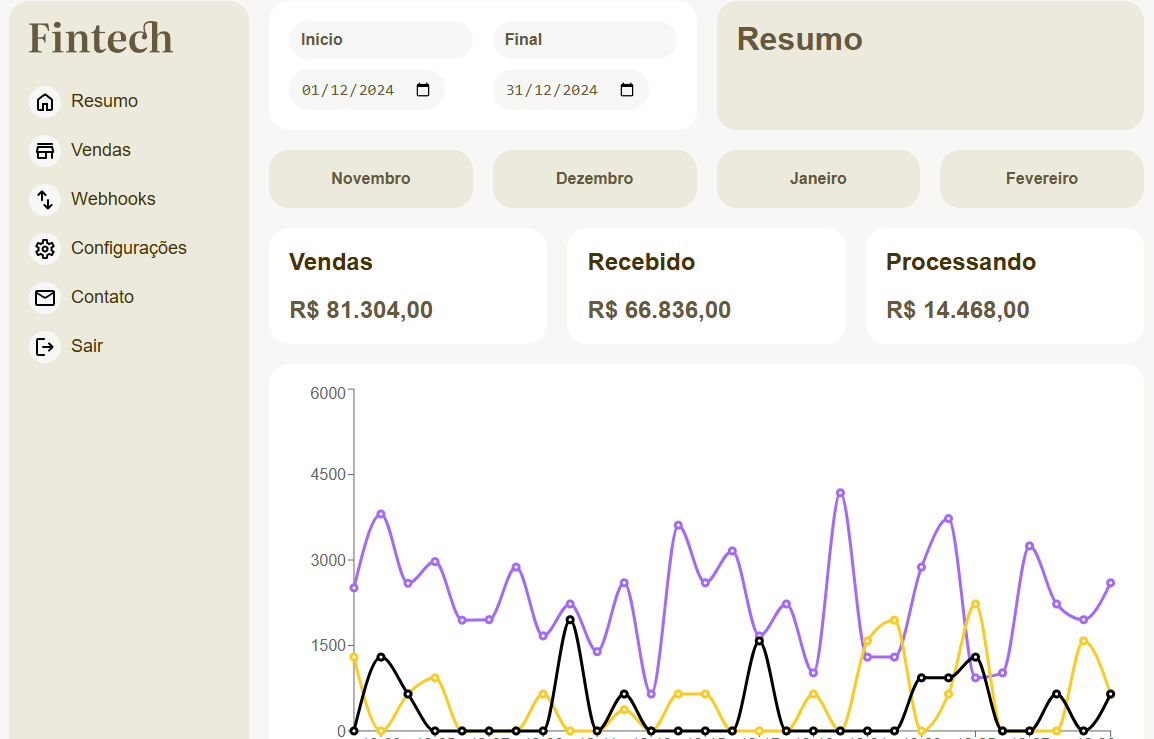 Fintech
Resumo
Vendas
Webhooks
Configurações
Contato
Sair
Início
Final
01/12/2024
31/12/2024
Resumo
Novembro
Dezembro
Janeiro
Fevereiro
Vendas
R$ 81.304,00
Recebido
R$ 66.836,00
Processando
R$ 14.468,00
6000
4500
3000
1500
0